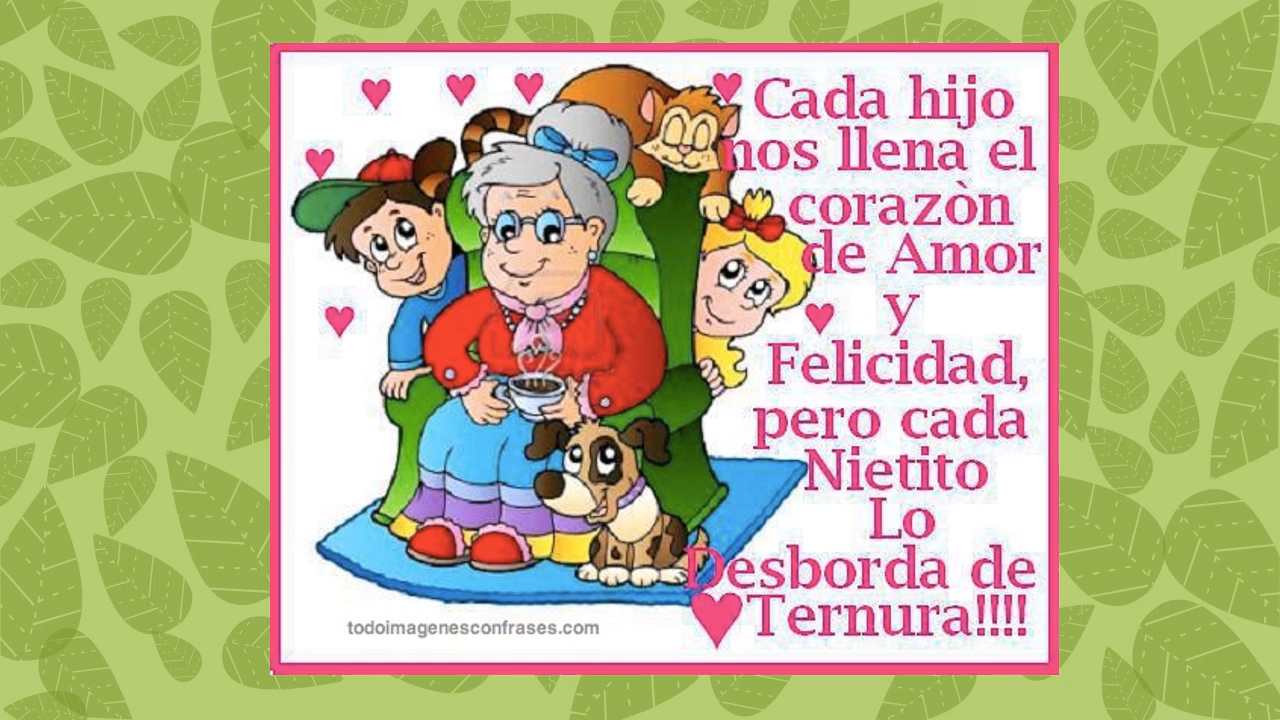 Cada hijo
nos llena el
corazòn
de Amor
y
Felicidad,
pero cada
Nietito
Lo
Desborda de
Ternura!!!!
todoimagenesconfrases.com